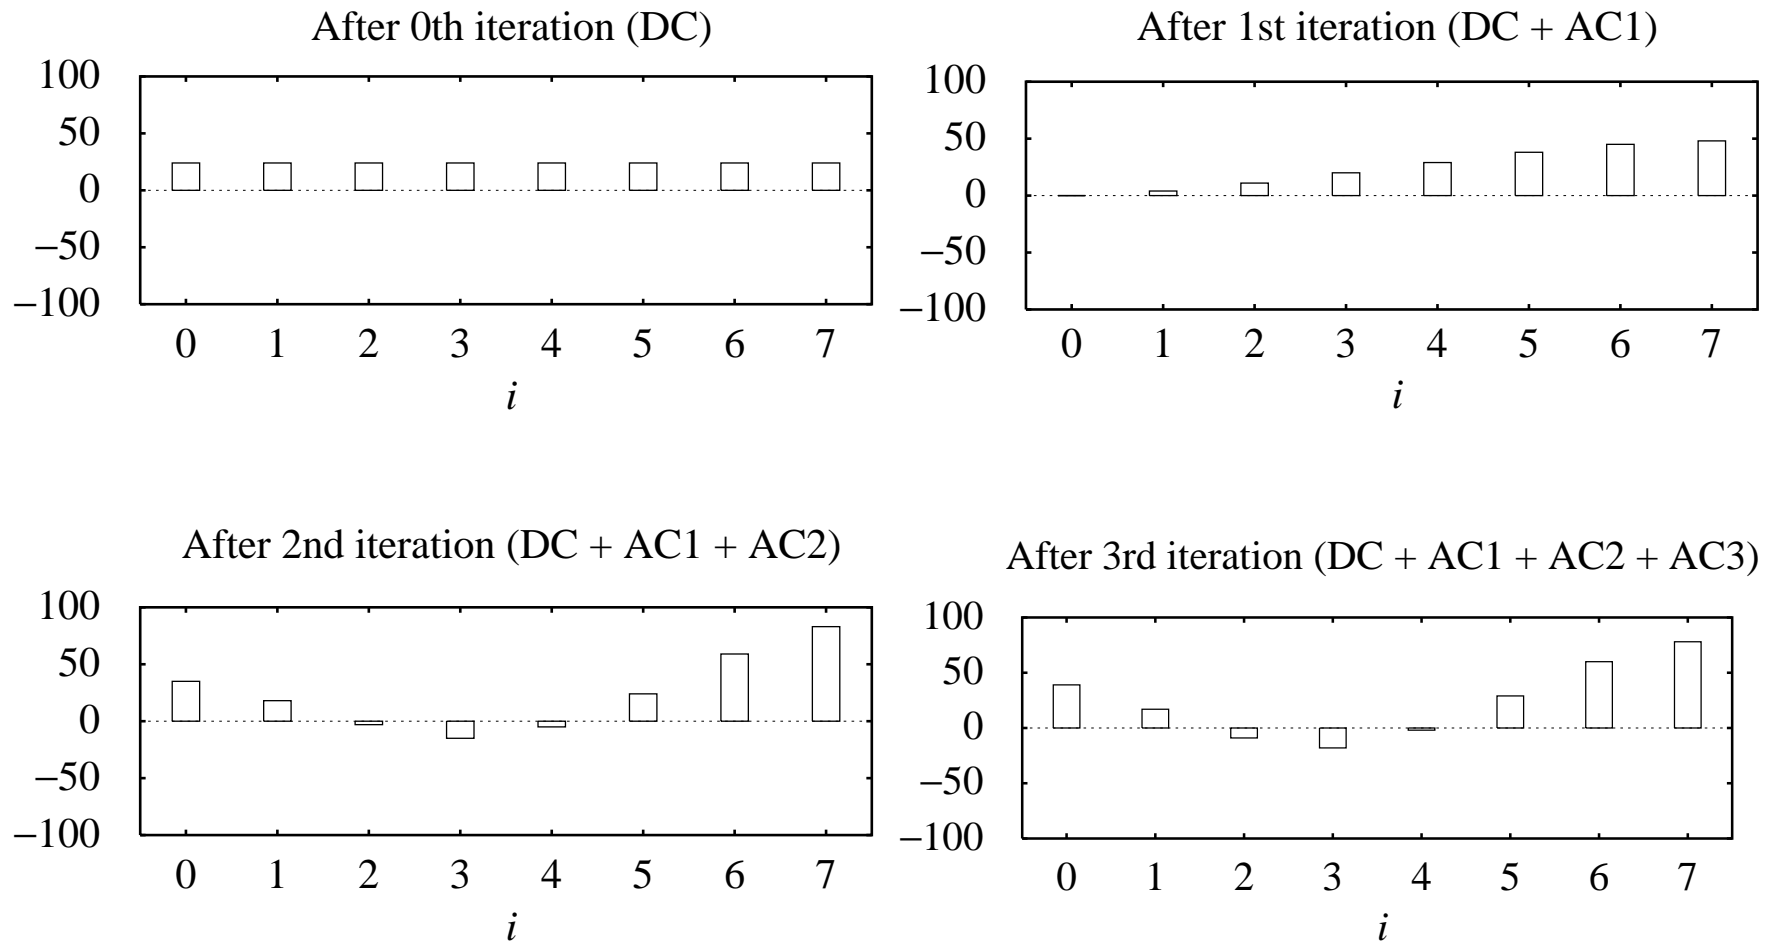 After 0th iteration (DC)
100
50
0
−50
−100
0 1 2 3 4 5 6 7
i
After 1st iteration (DC + AC1)
100
50
0
−50
−100
0 1 2 3 4 5 6 7
i
After 2nd iteration (DC + AC1 + AC2)
100
50
0
−50
−100
0 1 2 3 4 5 6 7
i
After 3rd iteration (DC + AC1 + AC2 + AC3)
100
50
0
−50
−100
0 1 2 3 4 5 6 7
i